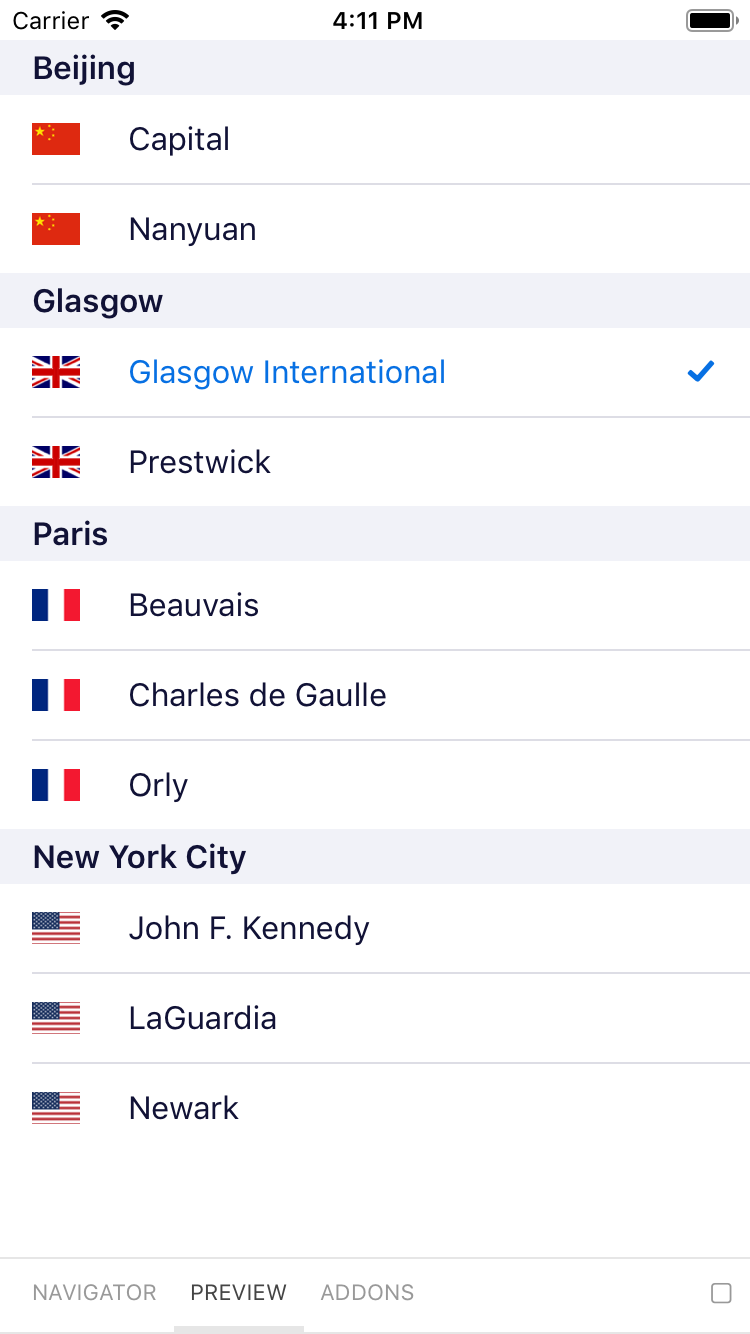 Carrier 4:11 PM
Beijing
Capital
Nanyuan
Glasgow
Glasgow International
Prestwick
Paris
Beauvais
Charles de Gaulle
Orly
New York City
John F. Kennedy
LaGuardia
Newark
NAVIGATOR PREVIEW ADDONS